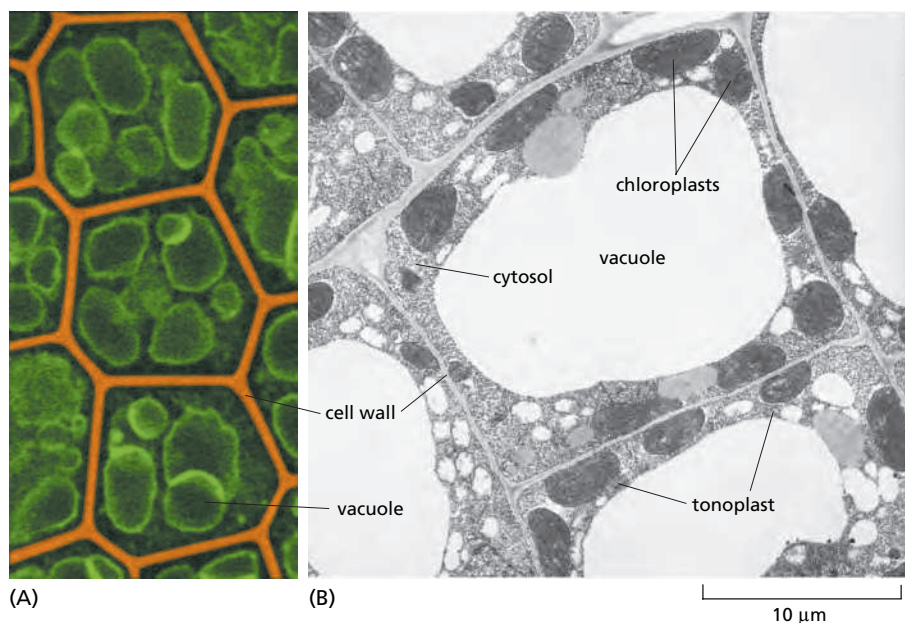 chloroplasts
vacuole
cytosol
cell wall
vacuole
tonoplast
(A)
(B)
10 μm